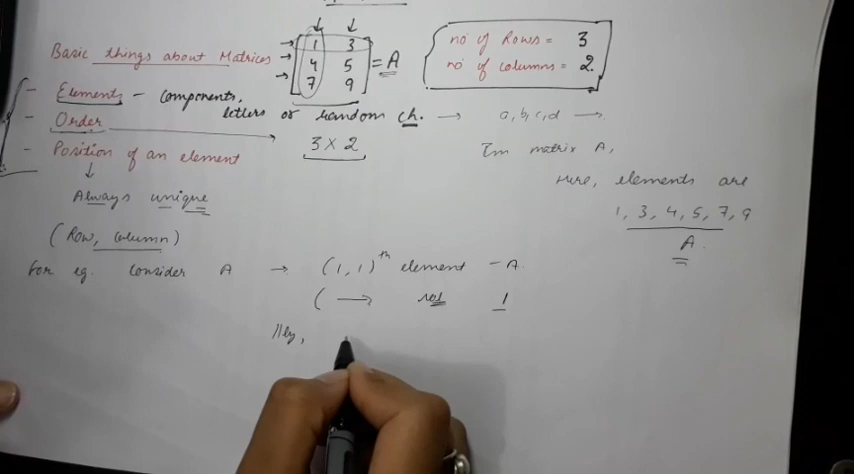 Basic things about Matrices → [1 3
4 5
7 9] = A
no of Rows = 3
no of columns = 2
- Elements - components,
letters or random ch. → a, b, c, d →
- Order → 3 × 2
In matrix A,
- Position of an element
Here, elements are
1, 3, 4, 5, 7, 9
A.
↓
Always unique
(Row, column)
For eg. Consider A → (1, 1)th element - A.
( → 1
||ly,